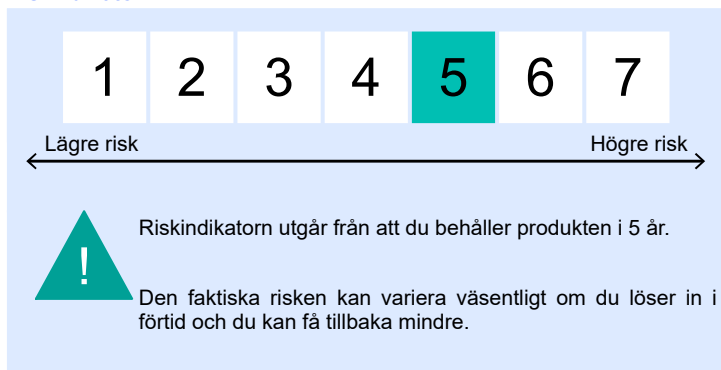 1 2 3 4 5 6 7
Lägre risk Högre risk
Riskindikatorn utgår från att du behåller produkten i 5 år.
!
Den faktiska risken kan variera väsentligt om du löser in i
förtid och du kan få tillbaka mindre.